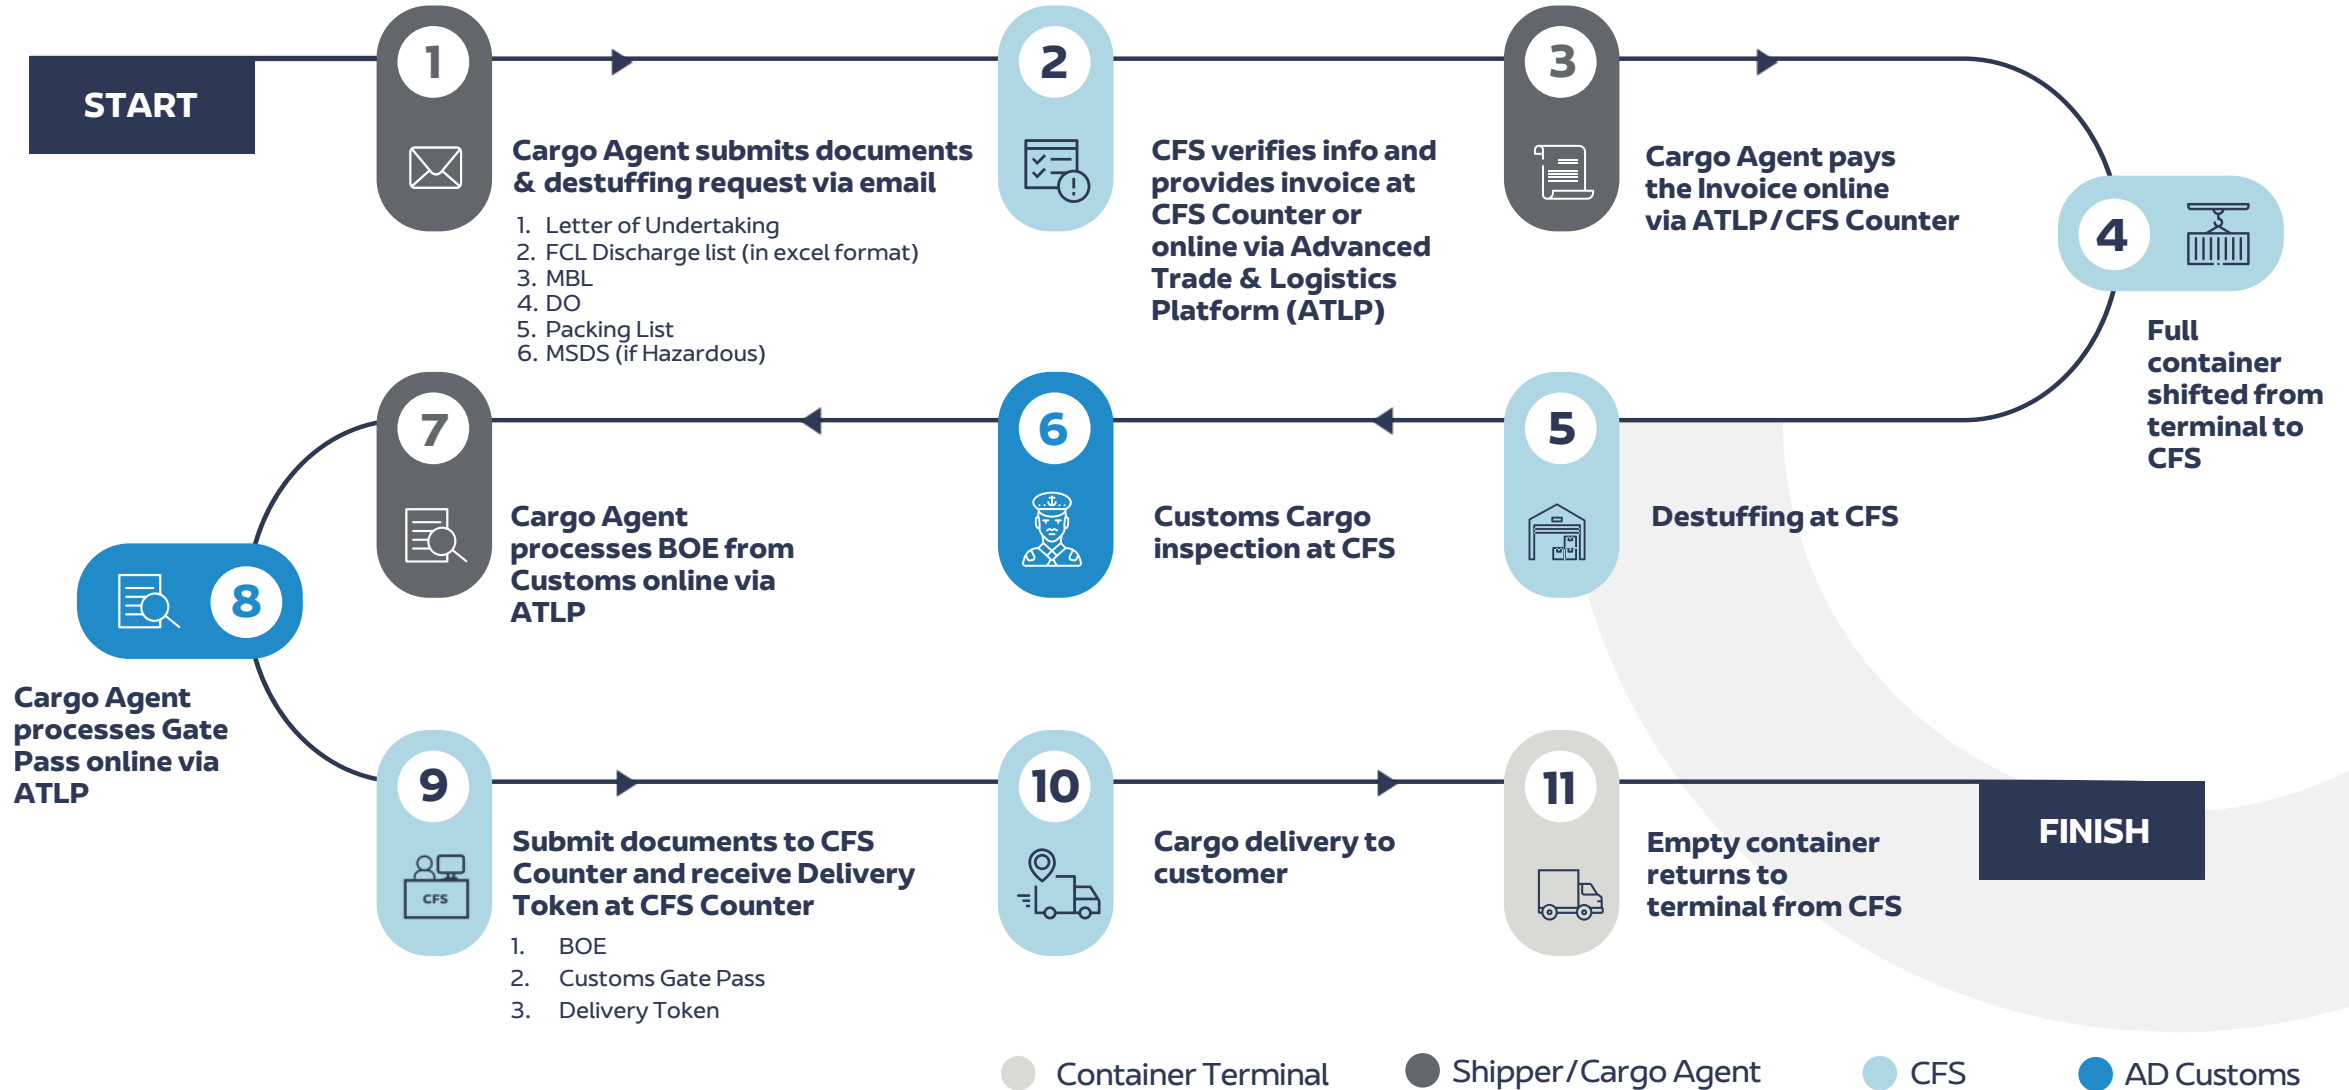 START
1
Cargo Agent submits documents
& destuffing request via email
1. Letter of Undertaking
2. FCL Discharge list (in excel format)
3. MBL
4. DO
5. Packing List
6. MSDS (if Hazardous)
2
CFS verifies info and
provides invoice at
CFS Counter or
online via Advanced
Trade & Logistics
Platform (ATLP)
3
Cargo Agent pays
the Invoice online
via ATLP/CFS Counter
4
Full
container
shifted from
terminal to
CFS
5
Destuffing at CFS
6
Customs Cargo
inspection at CFS
7
Cargo Agent
processes BOE from
Customs online via
ATLP
8
Cargo Agent
processes Gate
Pass online via
ATLP
9
CFS
Submit documents to CFS
Counter and receive Delivery
Token at CFS Counter
1. BOE
2. Customs Gate Pass
3. Delivery Token
10
Cargo delivery to
customer
11
Empty container
returns to
terminal from CFS
FINISH
Container Terminal
Shipper/Cargo Agent
CFS
AD Customs